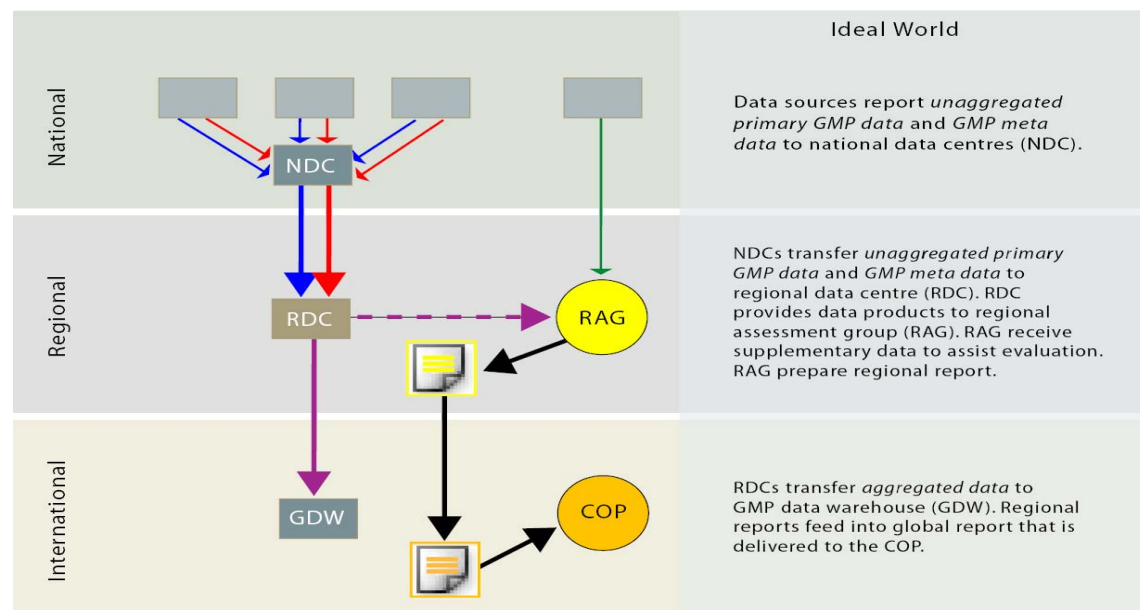 Ideal World
National
Data sources report unaggregated
primary GMP data and GMP meta
data to national data centres (NDC).
NDC
Regional
NDCs transfer unaggregated primary
GMP data and GMP meta data to
regional data centre (RDC). RDC
provides data products to regional
assessment group (RAG). RAG receive
supplementary data to assist evaluation.
RAG prepare regional report.
RDC
RAG
International
RDCs transfer aggregated data to
GMP data warehouse (GDW). Regional
reports feed into global report that is
delivered to the COP.
GDW
COP